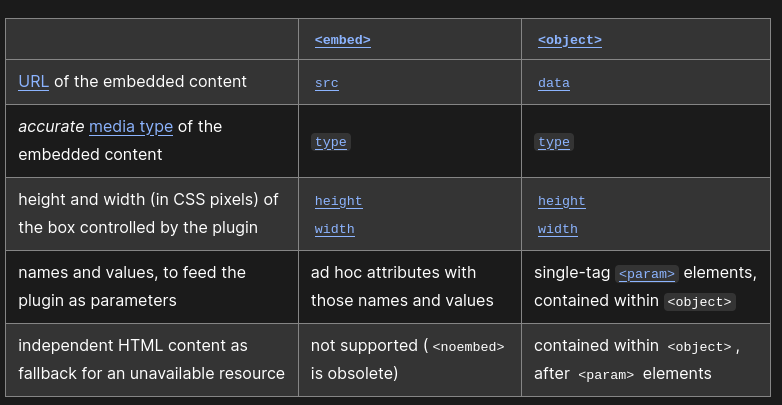 <embed> <object>
URL of the embedded content src data
accurate media type of the
embedded content type type
height and width (in CSS pixels) of
the box controlled by the plugin
height
width
height
width
names and values, to feed the
plugin as parameters
ad hoc attributes with
those names and values
single-tag <param> elements,
contained within <object>
independent HTML content as
fallback for an unavailable resource
not supported ( <noembed>
is obsolete)
contained within <object> ,
after <param> elements